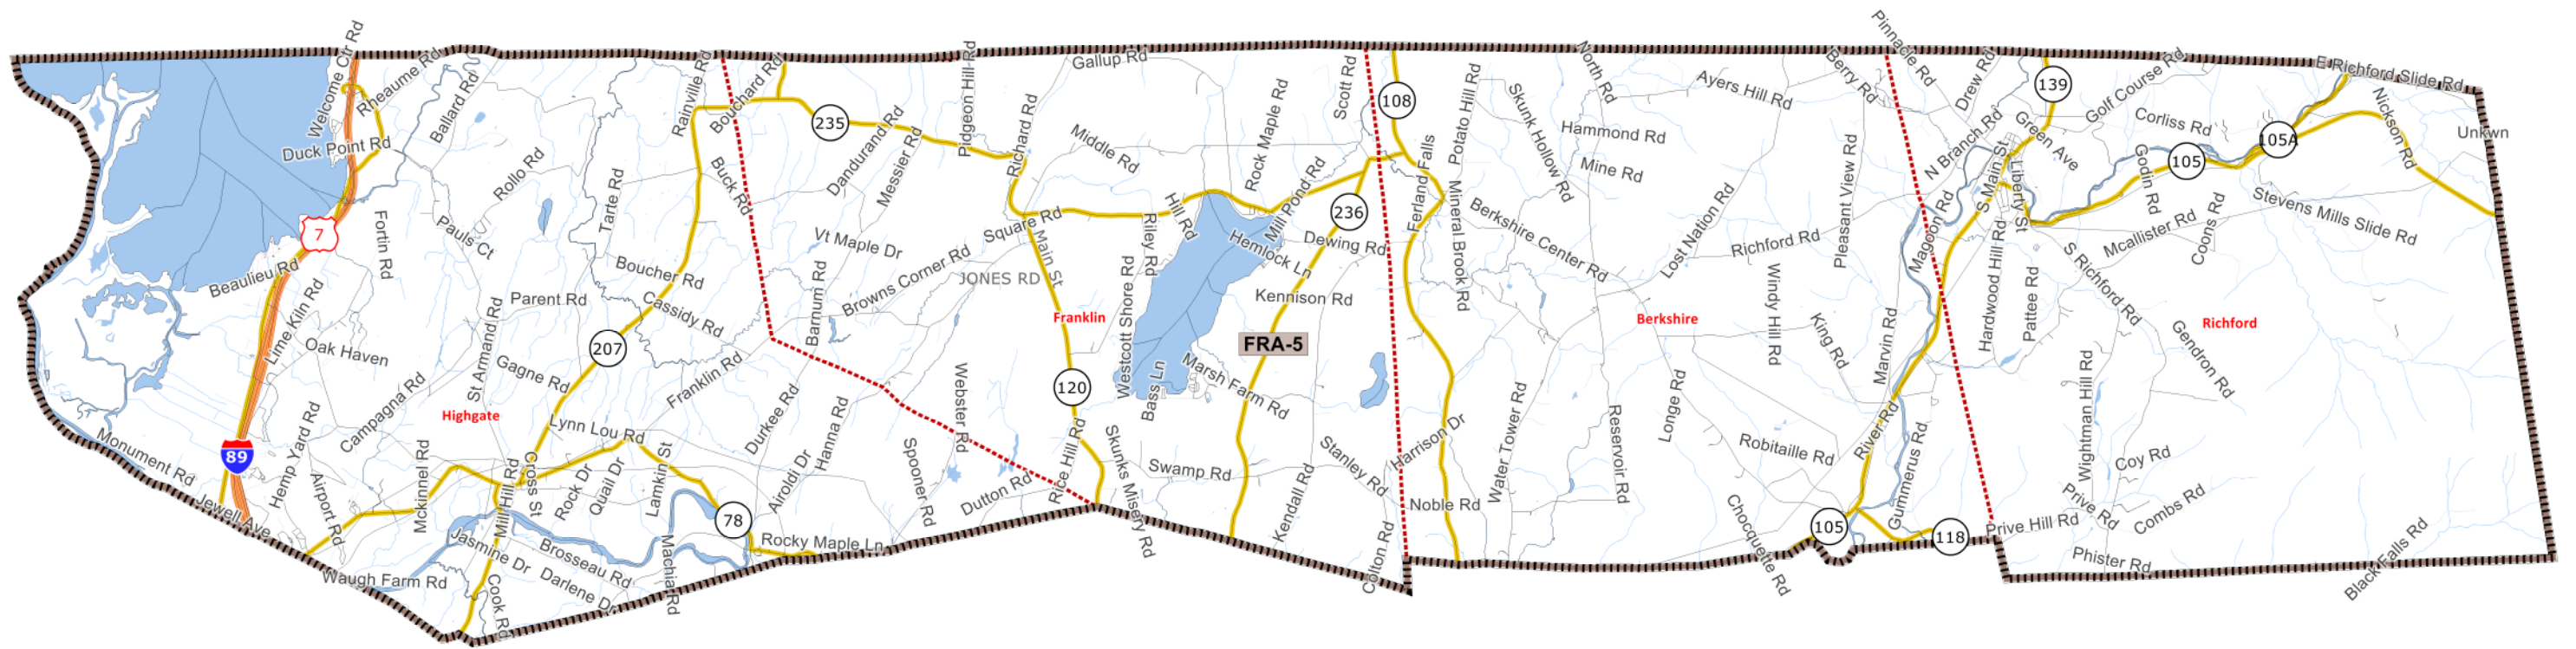 Welcome Ctr Rd
Rheaume Rd
Ballard Rd
Duck Point Rd
Rollo Rd
Tarte Rd
Rainville Rd
Bouchard Rd
Buck Rd
235
Dandurand Rd
Messier Rd
Pidgeon Hill Rd
Richard Rd
Gallup Rd
Middle Rd
Rock Maple Rd
Scott Rd
108
Ferland Falls
Potato Hill Rd
Skunk Hollow Rd
North Rd
Hammond Rd
Mine Rd
Ayers Hill Rd
Berry Rd
Pinnacle Rd
Drew Rd
139
Golf Course Rd
E Richford Slide Rd
Nickson Rd
Unkwn
Corliss Rd
Green Ave
N Branch Rd
105A
105
Godin Rd
7
Fortin Rd
Pauls Ct
Boucher Rd
Cassidy Rd
Parent Rd
Vt Maple Dr
Barnum Rd
Browns Corner Rd
Square Rd
Main St
JONES RD
Riley Rd
Hill Rd
Mill Pond Rd
Hemlock Ln
236
Dewing Rd
Kennison Rd
Mineral Brook Rd
Berkshire Center Rd
Lost Nation Rd
Richford Rd
Pleasant View Rd
Magoon Rd
S Main St
Liberty St
Hardwood Hill Rd
Pattee Rd
S Richford Rd
Mcallister Rd
Coons Rd
Stevens Mills Slide Rd
Beaulieu Rd
Lime Kiln Rd
Oak Haven
St Armand Rd
Gagne Rd
207
Franklin Rd
Franklin
Westcott Shore Rd
FRA-5
Berkshire
Windy Hill Rd
King Rd
Marvin Rd
Richford
Gendron Rd
Wightman Hill Rd
Highgate
Campagna Rd
Lynn Lou Rd
Durkee Rd
Hanna Rd
Webster Rd
120
Bass Ln
Marsh Farm Rd
Harrison Dr
Water Tower Rd
Reservoir Rd
Longe Rd
Robitaille Rd
River Rd
Gummerus Rd
89
Monument Rd
Jewell Ave
Hemp Yard Rd
Airport Rd
Mckinnel Rd
Mill Hill Rd
Cross St
Rock Dr
Quail Dr
Lamkin St
78
Airoldi Dr
Spooner Rd
Dutton Rd
Rice Hill Rd
Skunks Misery Rd
Swamp Rd
Kendall Rd
Stanley Rd
Noble Rd
Chocquette Rd
105
118
Prive Hill Rd
Prive Rd
Coy Rd
Combs Rd
Waugh Farm Rd
Jasmine Dr
Brosseau Rd
Darlene Dr
Cook Rd
Machia Rd
Rocky Maple Ln
Colton Rd
Phister Rd
Black Falls Rd